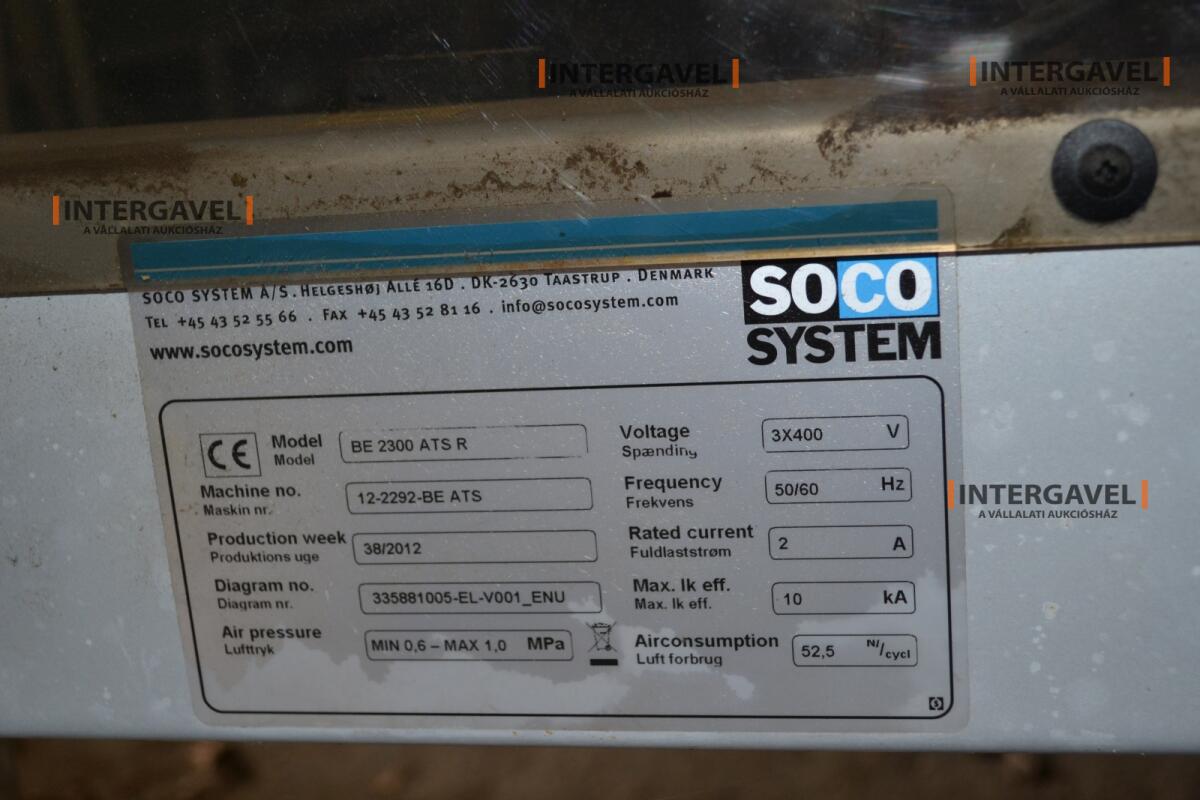 INTERGAVEL
A VÁLLALATI AUKCIÓSHÁZ
INTERGAVEL
A VÁLLALATI AUKCIÓSHÁZ
INTERGAVEL
A VÁLLALATI AUKCIÓSHÁZ
SOCO SYSTEM A/S . HELGESHØJ ALLÉ 16D . DK-2630 TAASTRUP . DENMARK
TEL +45 43 52 55 66 . FAX +45 43 52 81 16 . info@socosystem.com
www.socosystem.com
SOCO
SYSTEM
CE
Model BE 2300 ATS R
Model
Machine no. 12-2292-BE ATS
Maskin nr.
Production week 38/2012
Produktions uge
Diagram no. 335881005-EL-V001_ENU
Diagram nr.
Air pressure MIN 0,6 – MAX 1,0 MPa
Lufttryk
Voltage 3X400 V
Spænding
Frequency 50/60 Hz
Frekvens
Rated current 2 A
Fuldlaststrøm
Max. Ik eff. 10 kA
Max. Ik eff.
Airconsumption 52,5 Nl/cycl
Luft forbrug
INTERGAVEL
A VÁLLALATI AUKCIÓSHÁZ